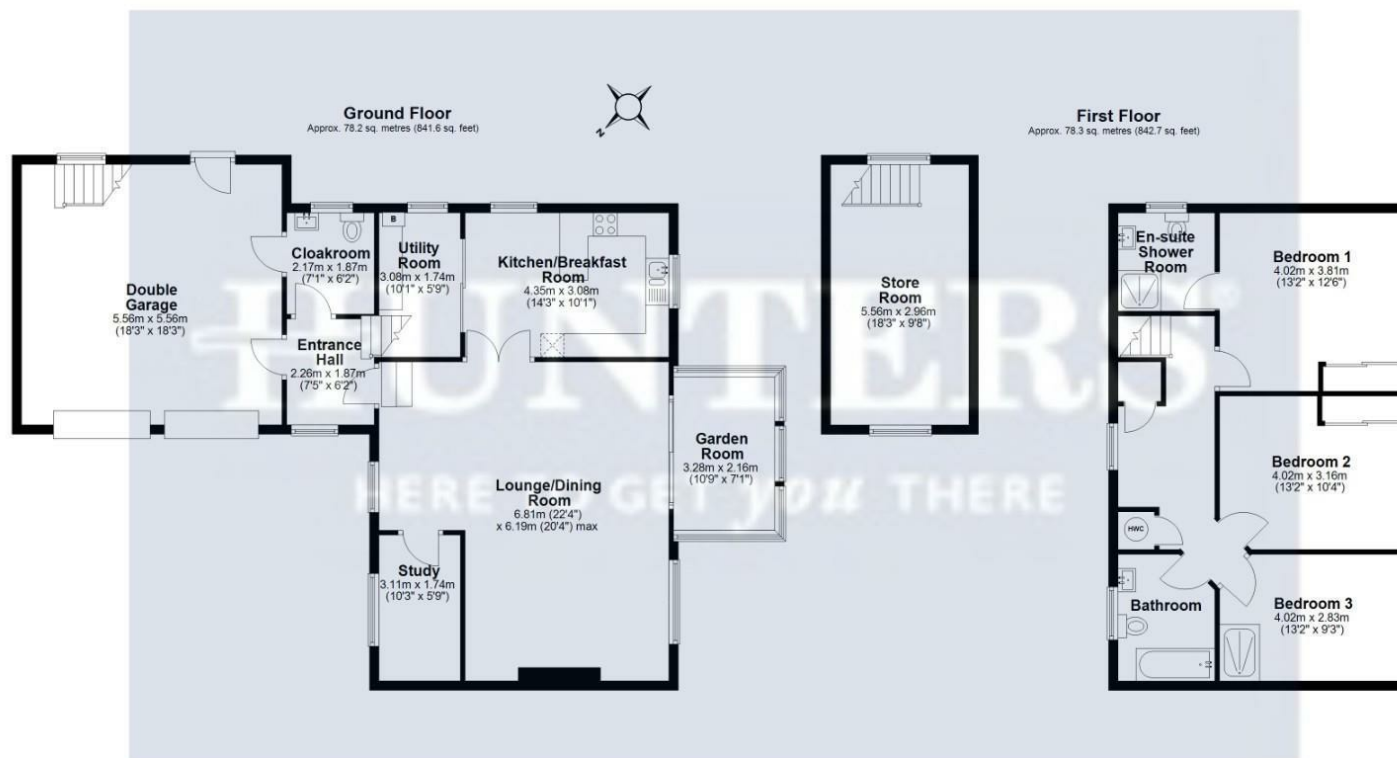 Ground Floor
Approx. 78.2 sq. metres (841.6 sq. feet)
N
First Floor
Approx. 78.3 sq. metres (842.7 sq. feet)
Double
Garage
5.56m x 5.56m
(18'3" x 18'3")
Cloakroom
2.17m x 1.87m
(7'1" x 6'2")
Entrance
Hall
2.26m x 1.87m
(7'5" x 6'2")
B
Utility
Room
3.08m x 1.74m
(10'1" x 5'9")
Kitchen/Breakfast
Room
4.35m x 3.08m
(14'3" x 10'1")
Lounge/Dining
Room
6.81m (22'4")
x 6.19m (20'4") max
Study
3.11m x 1.74m
(10'3" x 5'9")
Garden
Room
3.28m x 2.16m
(10'9" x 7'1")
Store
Room
5.56m x 2.96m
(18'3" x 9'8")
En-suite
Shower
Room
Bedroom 1
4.02m x 3.81m
(13'2" x 12'6")
Bedroom 2
4.02m x 3.16m
(13'2" x 10'4")
HWC
Bathroom
Bedroom 3
4.02m x 2.83m
(13'2" x 9'3")
HUNTERS®
HERE TO GET you THERE